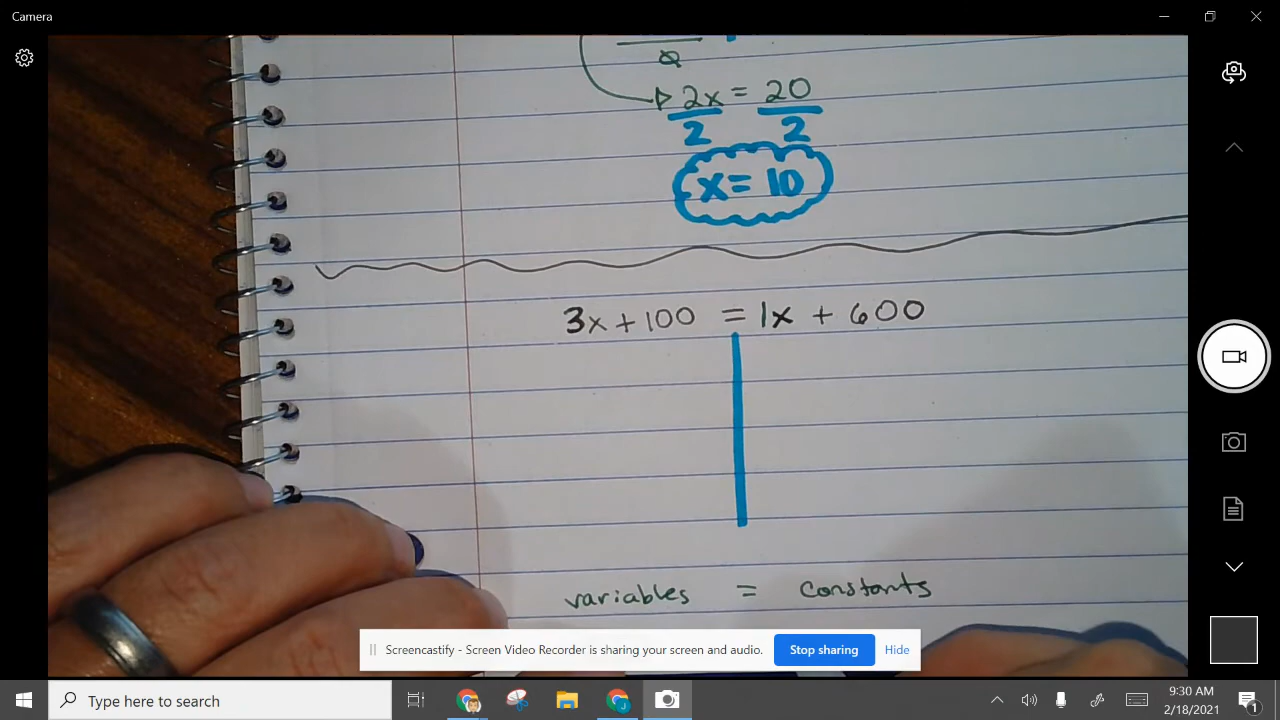 Camera
2x = 20
2 2
x = 10
3x + 100 = 1x + 600
variables = constants
Screencastify - Screen Video Recorder is sharing your screen and audio. Stop sharing Hide
Type here to search
9:30 AM
2/18/2021
1